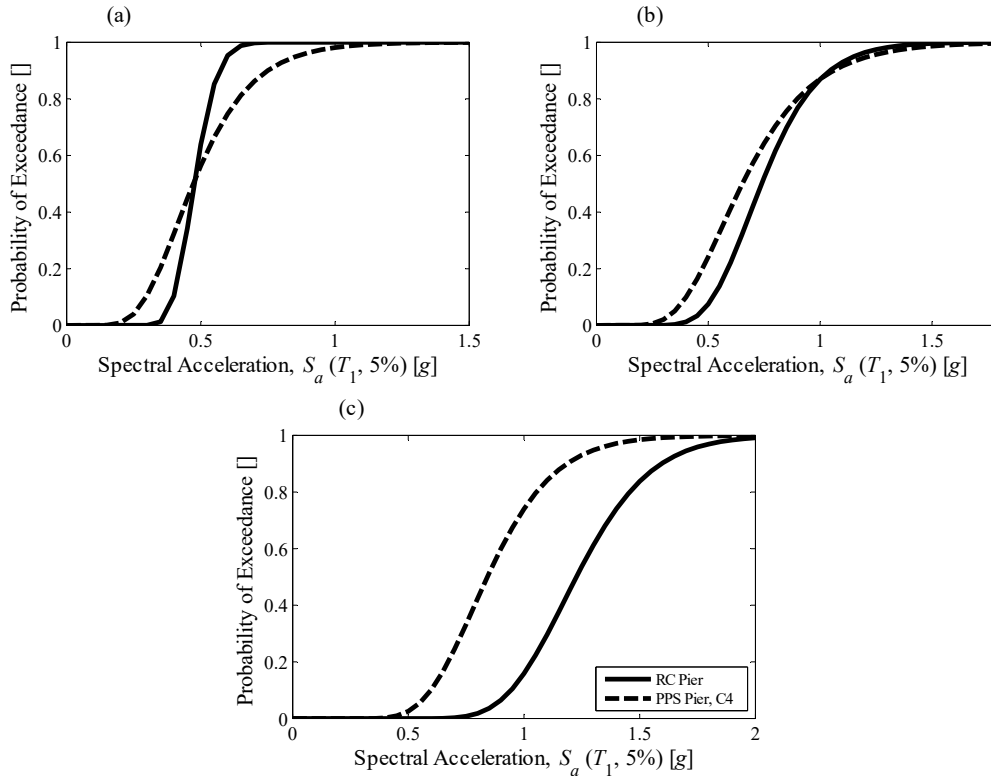 (a)
Probability of Exceedance []
1
0.8
0.6
0.4
0.2
0
0 0.5 1 1.5
Spectral Acceleration, S_a (T_1, 5%) [g]
(b)
Probability of Exceedance []
1
0.8
0.6
0.4
0.2
0
0 0.5 1 1.5
Spectral Acceleration, S_a (T_1, 5%) [g]
(c)
Probability of Exceedance []
1
0.8
0.6
0.4
0.2
0
RC Pier
PPS Pier, C4
0 0.5 1 1.5 2
Spectral Acceleration, S_a (T_1, 5%) [g]